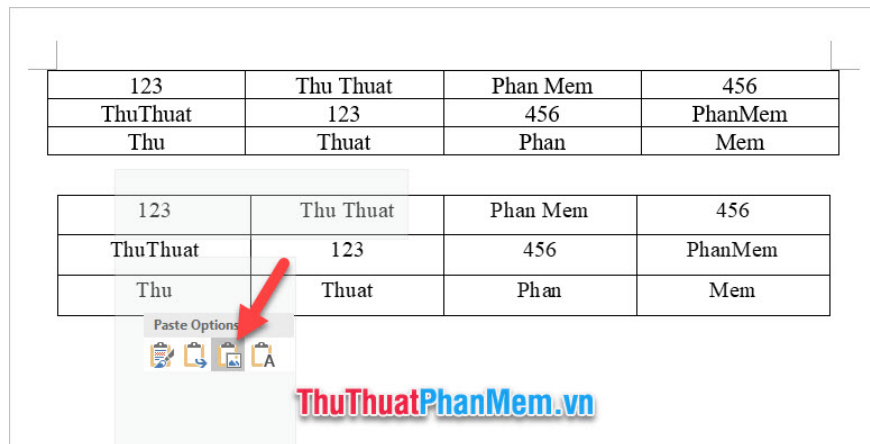 123 Thu Thuat Phan Mem 456
ThuThuat 123 456 PhanMem
Thu Thuat Phan Mem
123 Thu Thuat Phan Mem 456
ThuThuat 123 456 PhanMem
Thu Thuat Phan Mem
Paste Options
A
ThuThuatPhanMem.vn